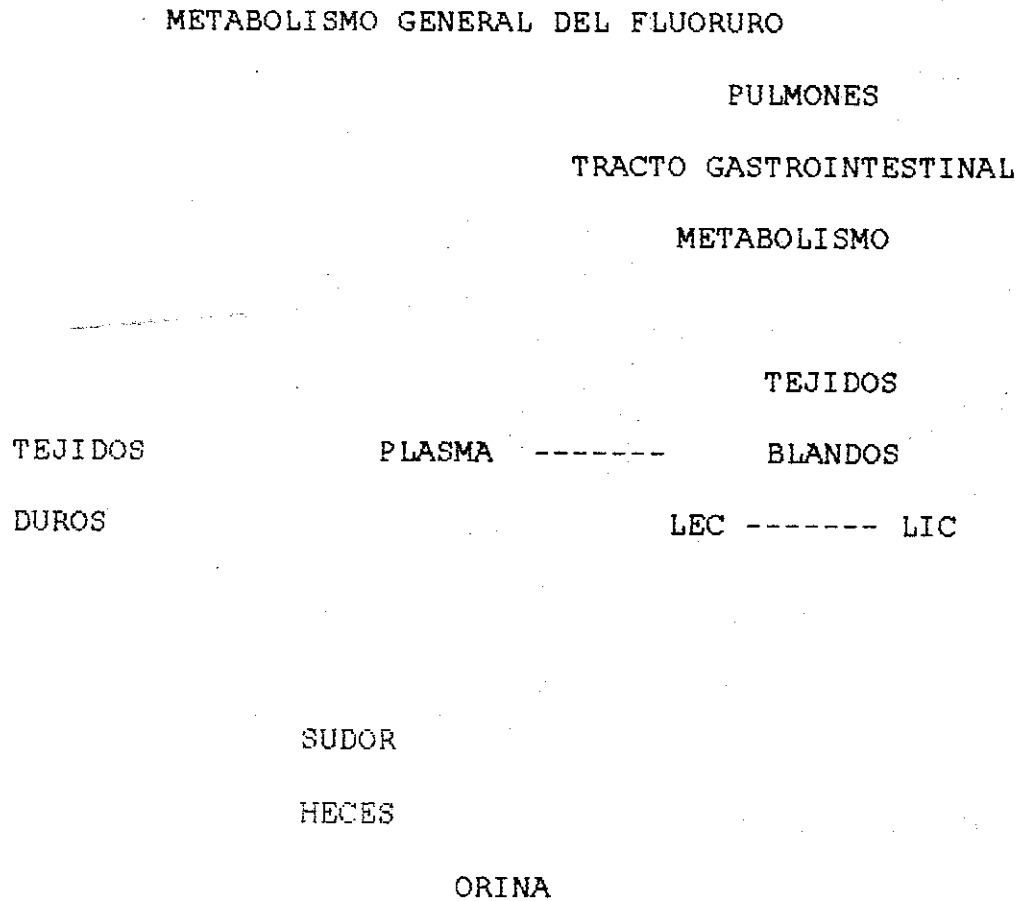 METABOLISMO GENERAL DEL FLUORURO
PULMONES
TRACTO GASTROINTESTINAL
METABOLISMO
TEJIDOS
TEJIDOS PLASMA ------- BLANDOS
DUROS LEC ------- LIC
SUDOR
HECES
ORINA